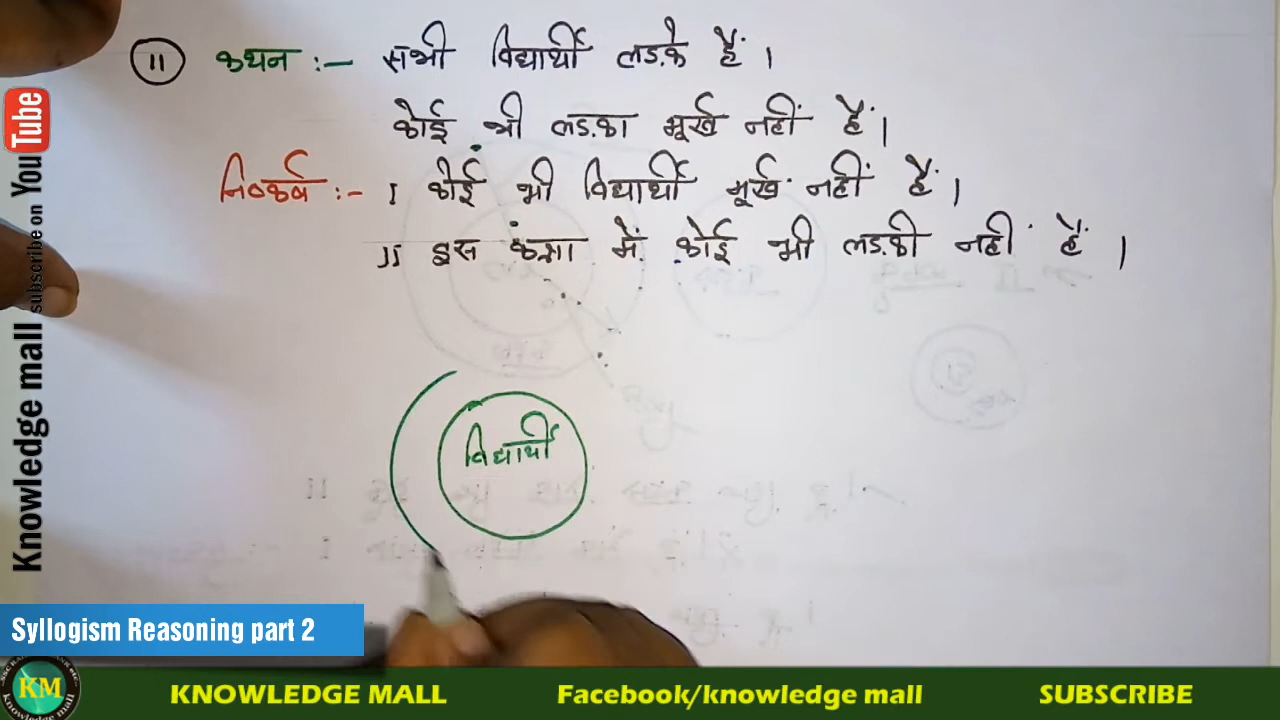 11 कथन :- सभी विद्यार्थी लड़के हैं ।
कोई भी लड़का मूर्ख नहीं है ।
निष्कर्ष :- I कोई भी विद्यार्थी मूर्ख नहीं है ।
II इस कक्षा में कोई भी लड़की नहीं है ।
विद्यार्थी
Knowledge mall subscribe on YouTube
Syllogism Reasoning part 2
KM
KNOWLEDGE MALL Facebook/knowledge mall SUBSCRIBE